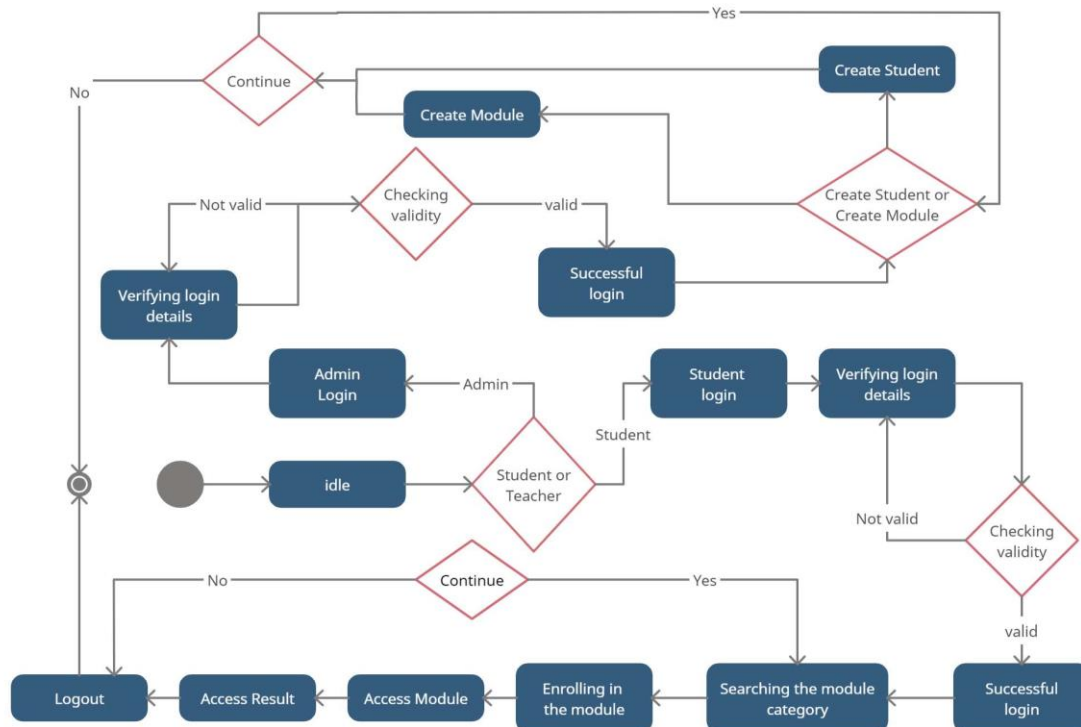 Yes
Continue
Create Student
No
Create Module
Checking
validity
Create Student or
Create Module
Not valid
valid
Successful
login
Verifying login
details
Admin
Login
Admin
Student
login
Verifying login
details
Student
idle
Student or
Teacher
Not valid
Checking
validity
No
Continue
Yes
valid
Logout
Access Result
Access Module
Enrolling in
the module
Searching the module
category
Successful
login